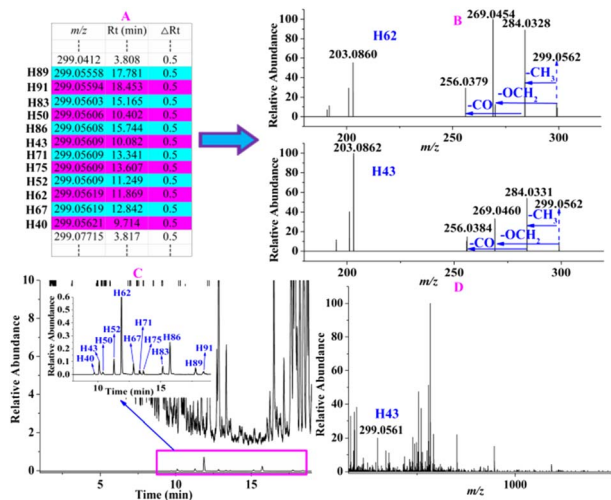 A
m/z Rt (min) △Rt
299.0412 3.808 0.5
H89 299.05558 17.781 0.5
H91 299.05594 18.453 0.5
H83 299.05603 15.165 0.5
H50 299.05606 10.402 0.5
H86 299.05608 15.744 0.5
H43 299.05609 10.082 0.5
H71 299.05609 13.341 0.5
H75 299.05609 13.607 0.5
H52 299.05609 11.249 0.5
H62 299.05619 11.869 0.5
H67 299.05619 12.842 0.5
H40 299.05621 9.714 0.5
299.07715 3.817 0.5
B
Relative Abundance
100
80
60
40
20
0
H62
203.0860
269.0454
284.0328
299.0562
256.0379
-CH3
-OCH2
-CO
200 250 300
m/z
Relative Abundance
100
80
60
40
20
0
H43
203.0862
284.0331
299.0562
269.0460
256.0384
-CH3
-OCH2
-CO
200 250 300
m/z
C
Relative Abundance
10
8
6
4
2
0
Relative Abundance
0.6
0.5
0.4
0.3
0.2
0.1
0.0
H62
H71
H52
H43
H50
H40
H67
H75
H86
H83
H91
H89
10 15
Time (min)
5 10 15
Time (min)
D
Relative Abundance
100
80
60
40
20
0
H43
299.0561
1000
m/z